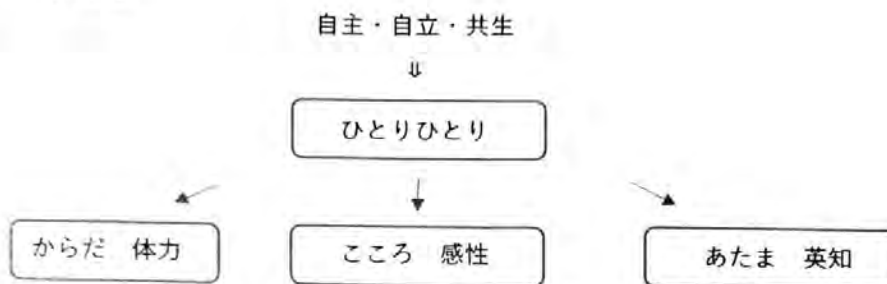 自主・自立・共生
⇓
ひとりひとり
からだ 体力
こころ 感性
あたま 英知